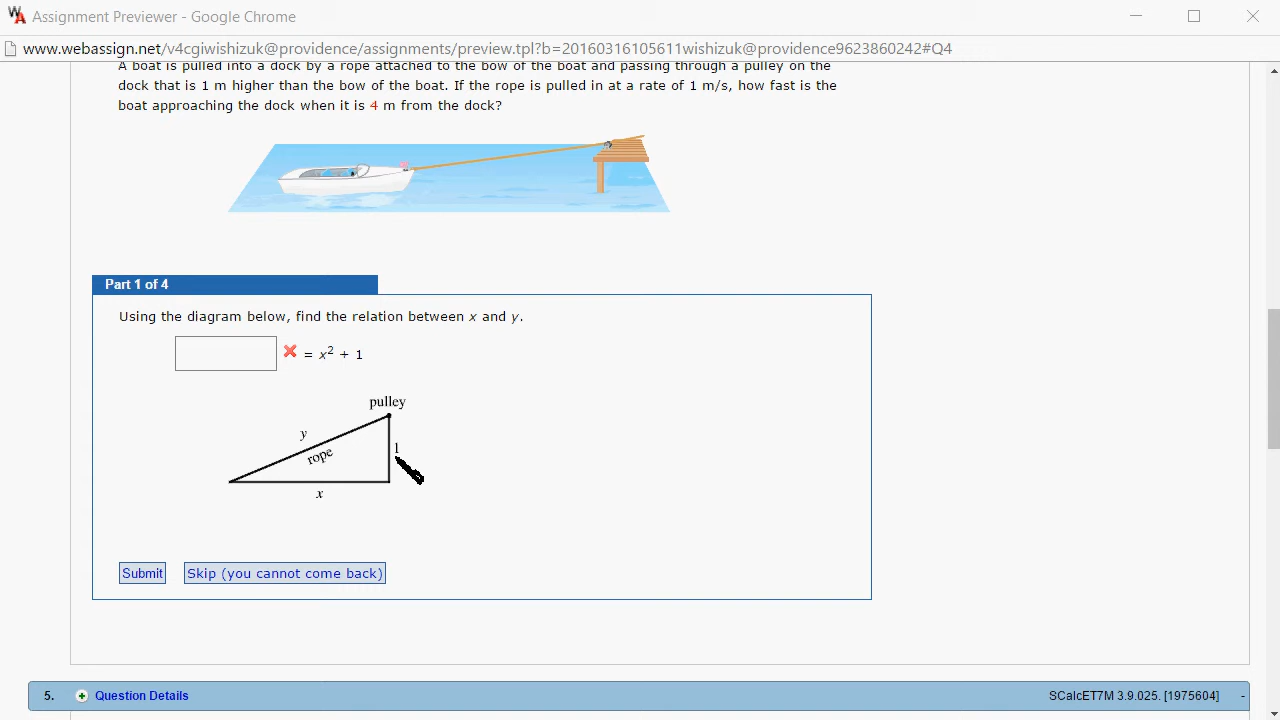 Assignment Previewer - Google Chrome
www.webassign.net/v4cgiwishizuk@providence/assignments/preview.tpl?b=20160316105611wishizuk@providence9623860242#Q4
A boat is pulled into a dock by a rope attached to the bow of the boat and passing through a pulley on the
dock that is 1 m higher than the bow of the boat. If the rope is pulled in at a rate of 1 m/s, how fast is the
boat approaching the dock when it is 4 m from the dock?
Part 1 of 4
Using the diagram below, find the relation between x and y.
= x² + 1
pulley
y
rope
1
x
Submit
Skip (you cannot come back)
5. Question Details SCalcET7M 3.9.025. [1975604] -